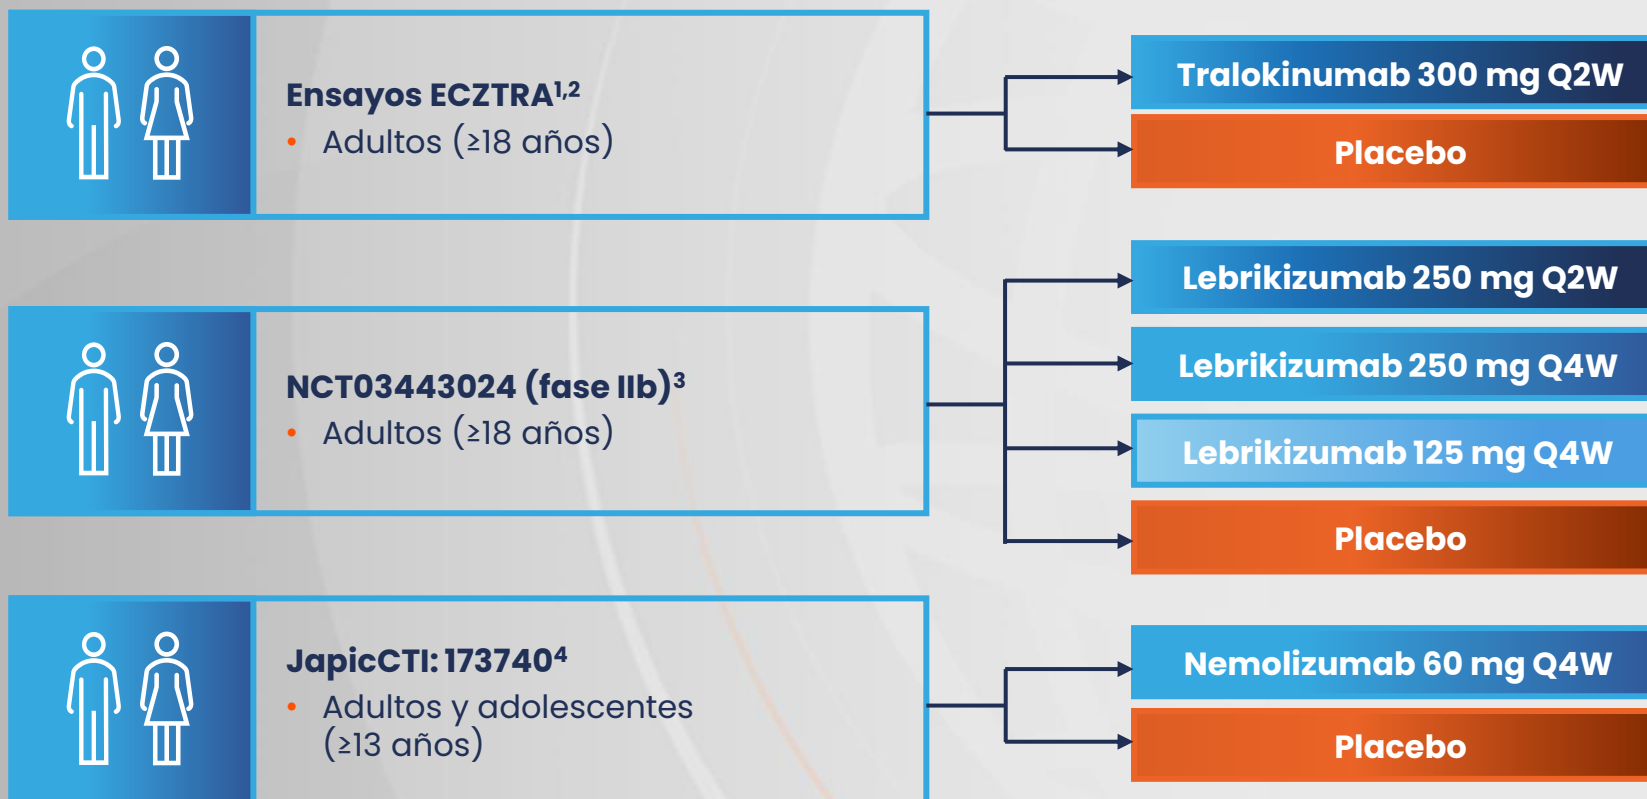 Ensayos ECZTRA¹,²
• Adultos (≥18 años)
Tralokinumab 300 mg Q2W
Placebo
NCT03443024 (fase IIb)³
• Adultos (≥18 años)
Lebrikizumab 250 mg Q2W
Lebrikizumab 250 mg Q4W
Lebrikizumab 125 mg Q4W
Placebo
JapicCTI: 173740⁴
• Adultos y adolescentes
(≥13 años)
Nemolizumab 60 mg Q4W
Placebo